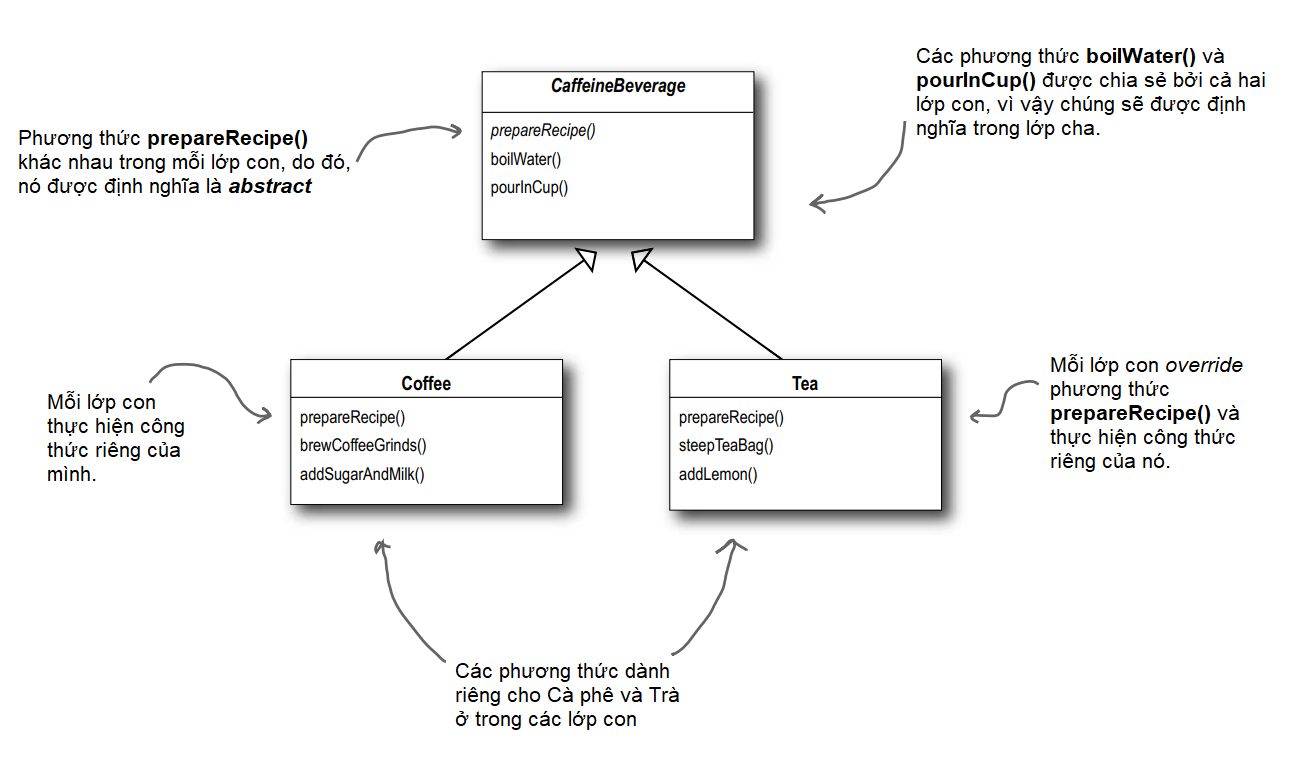 Các phương thức boilWater() và
pourInCup() được chia sẻ bởi cả hai
lớp con, vì vậy chúng sẽ được định
nghĩa trong lớp cha.
CaffeineBeverage
prepareRecipe()
boilWater()
pourInCup()
Phương thức prepareRecipe()
khác nhau trong mỗi lớp con, do đó,
nó được định nghĩa là abstract
Mỗi lớp con
thực hiện công
thức riêng của
mình.
Coffee
prepareRecipe()
brewCoffeeGrinds()
addSugarAndMilk()
Tea
prepareRecipe()
steepTeaBag()
addLemon()
Mỗi lớp con override
phương thức
prepareRecipe() và
thực hiện công thức
riêng của nó.
Các phương thức dành
riêng cho Cà phê và Trà
ở trong các lớp con